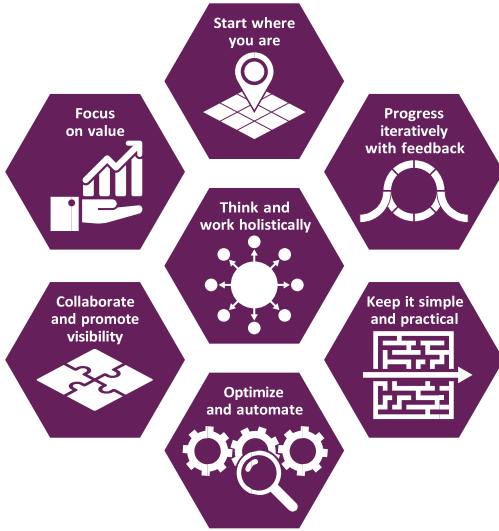 Start where
you are
Focus
on value
Progress
iteratively
with feedback
Think and
work holistically
Collaborate
and promote
visibility
Keep it simple
and practical
Optimize
and automate